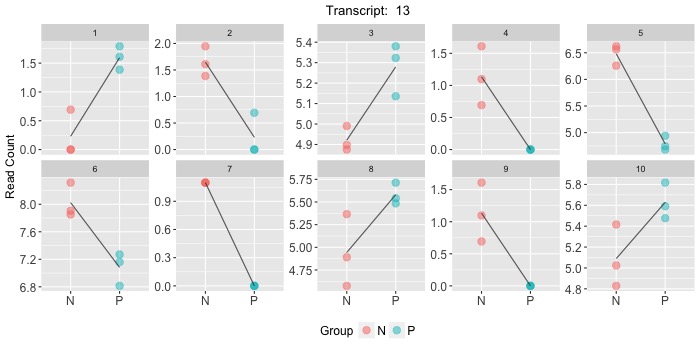 Transcript: 13
1 2 3 4 5
1.5 1.0 0.5 0.0
2.0 1.5 1.0 0.5 0.0
5.4 5.3 5.2 5.1 5.0 4.9
1.5 1.0 0.5 0.0
6.5 6.0 5.5 5.0
Read Count
6 7 8 9 10
8.0 7.6 7.2 6.8
0.9 0.6 0.3 0.0
5.75 5.50 5.25 5.00 4.75
1.5 1.0 0.5 0.0
5.8 5.6 5.4 5.2 5.0 4.8
N P N P N P N P N P
Group N P